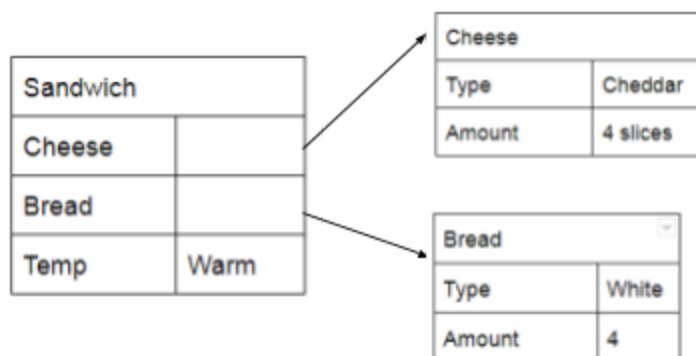 Sandwich
Cheese
Bread
Temp Warm
Cheese
Type Cheddar
Amount 4 slices
Bread
Type White
Amount 4